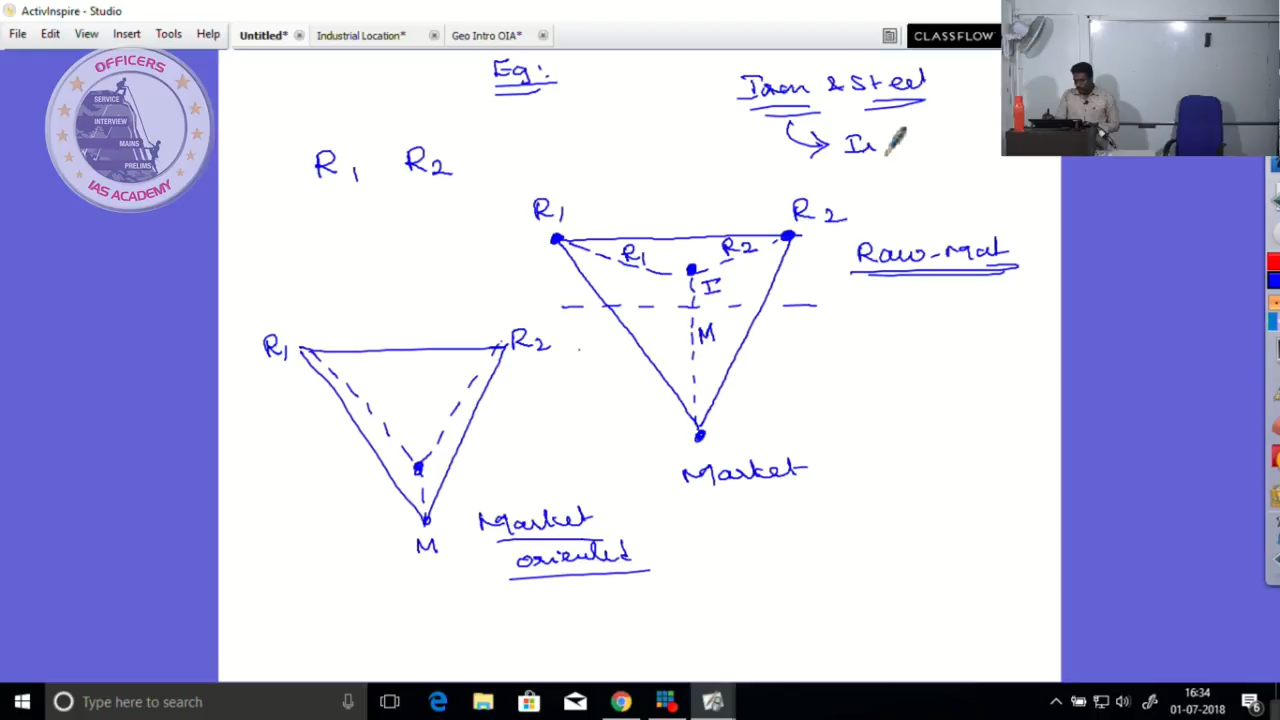 ActivInspire - Studio
File Edit View Insert Tools Help
Untitled* Industrial Location* Geo Intro OIA* CLASSFLOW
OFFICERS
SERVICE
INTERVIEW
MAINS
PRELIMS
IAS ACADEMY
Eg:
Iron & Steel
R1 R2
R1 R2
R1 R2
Raw-mat
I
M
R1 R2
Market
Market
oriented
M
Type here to search
16:34
01-07-2018
6